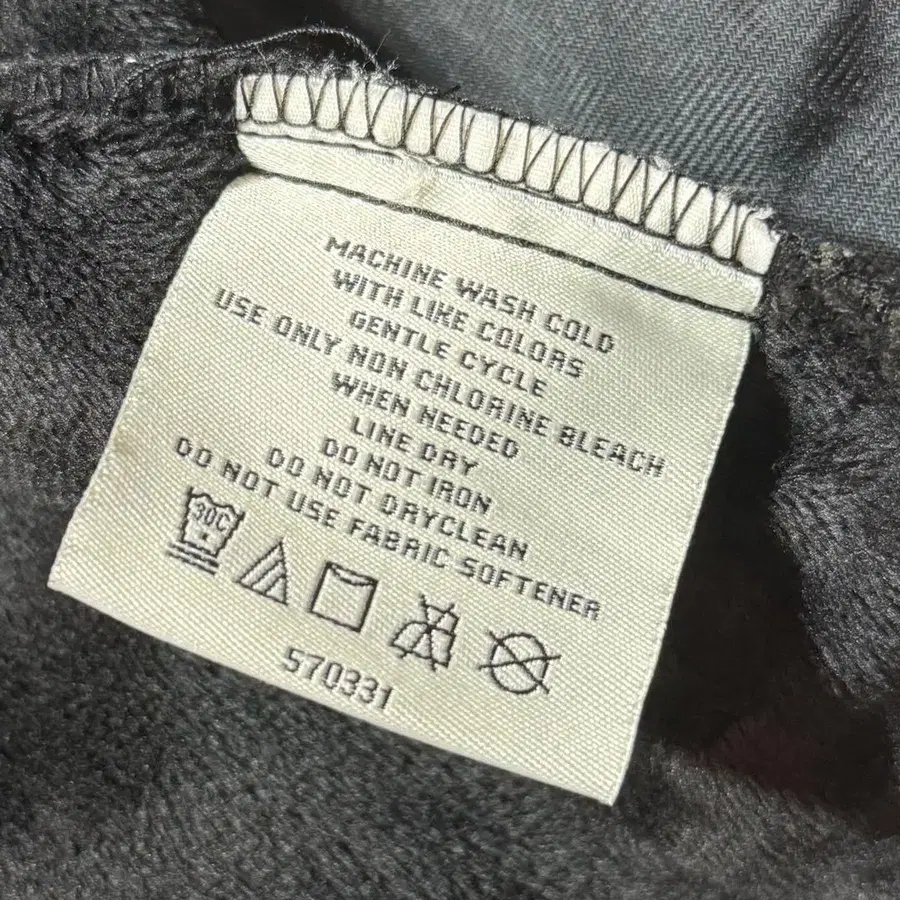 MACHINE WASH COLD
WITH LIKE COLORS
GENTLE CYCLE
USE ONLY NON CHLORINE BLEACH
WHEN NEEDED
LINE DRY
DO NOT IRON
DO NOT DRYCLEAN
DO NOT USE FABRIC SOFTENER
30C
570331